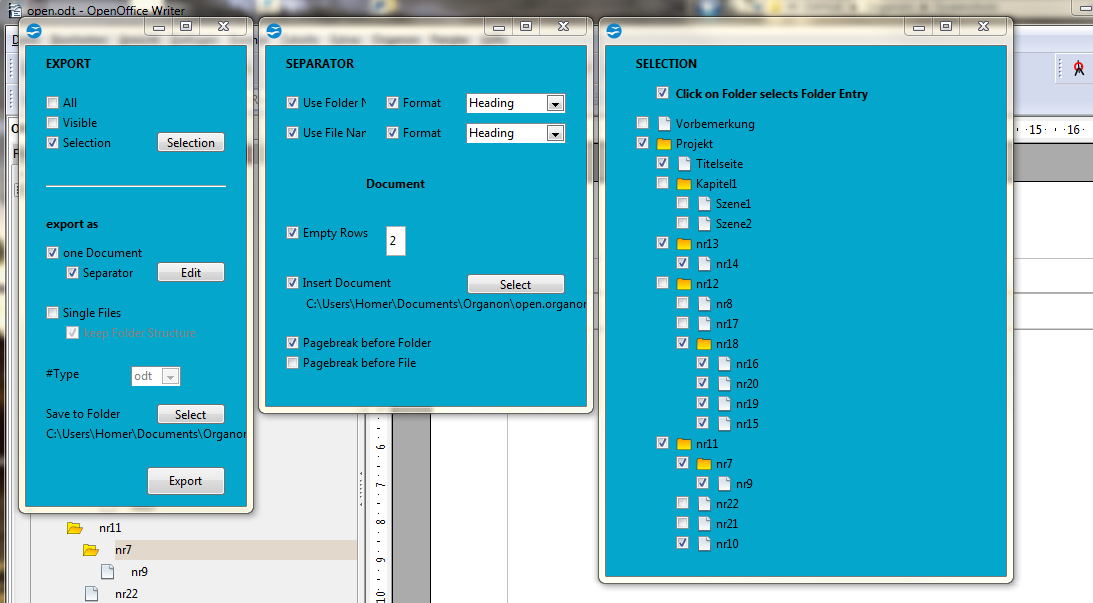 open.odt - OpenOffice Writer
EXPORT
All
Visible
Selection
Selection
export as
one Document
Separator
Edit
Single Files
keep Folder Structure
#Type
odt
Save to Folder
Select
C:\Users\Homer\Documents\Organon
Export
nr11
nr7
nr9
nr22
SEPARATOR
Use Folder N
Format
Heading
Use File Nar
Format
Heading
Document
Empty Rows
2
Insert Document
Select
C:\Users\Homer\Documents\Organon\open.organon
Pagebreak before Folder
Pagebreak before File
6
7
8
9
10
SELECTION
Click on Folder selects Folder Entry
Vorbemerkung
Projekt
Titelseite
Kapitel1
Szene1
Szene2
nr13
nr14
nr12
nr8
nr17
nr18
nr16
nr20
nr19
nr15
nr11
nr7
nr9
nr22
nr21
nr10
15
16